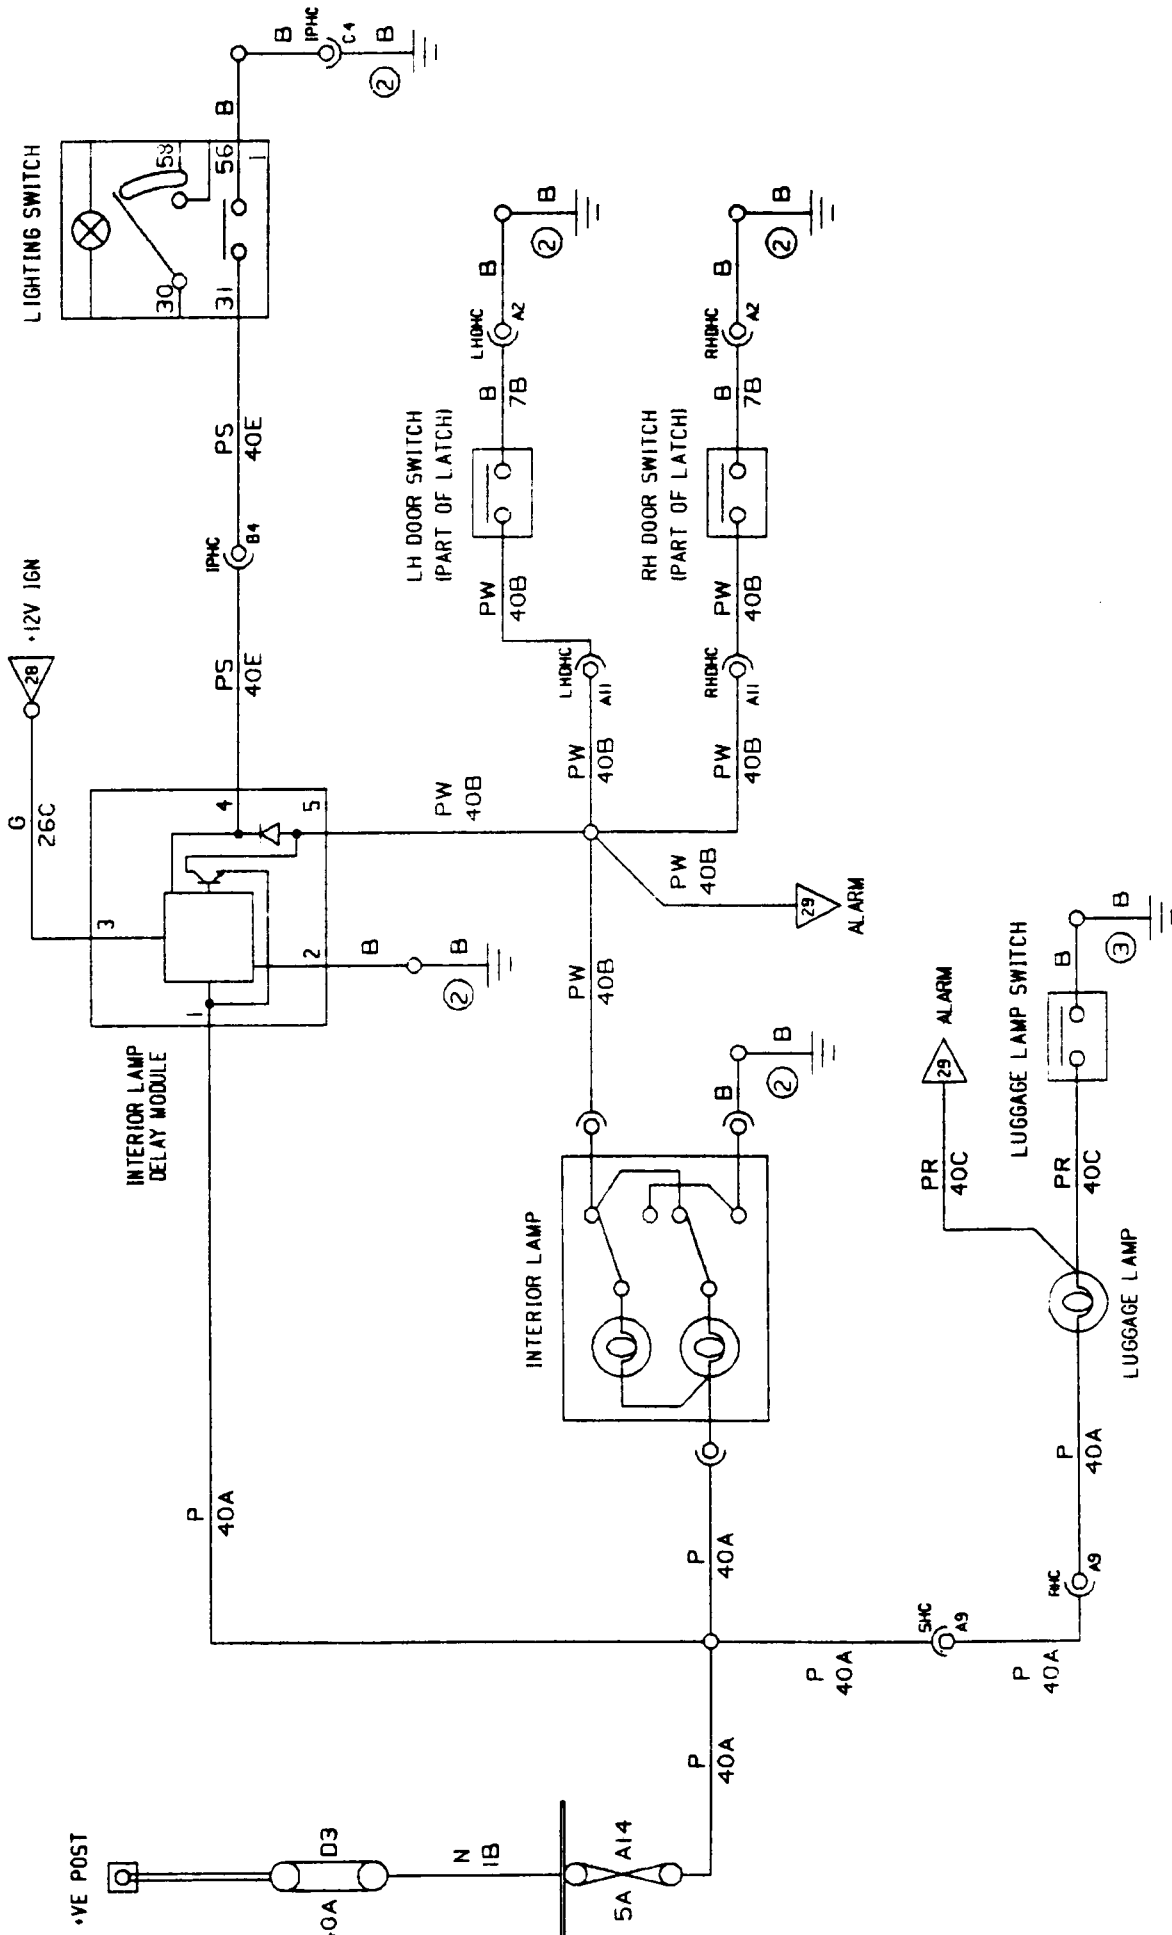 LIGHTING SWITCH
30
58
31
56
1
B
B
IPHC
C4
B
2
PS
40E
IPHC
B4
PS
40E
28
+12V IGN
G
26C
3
4
5
2
1
INTERIOR LAMP
DELAY MODULE
B
B
2
PW
40B
LH DOOR SWITCH
(PART OF LATCH)
B
7B
LHDHC
A2
B
B
2
PW
40B
LHDHC
A11
PW
40B
RH DOOR SWITCH
(PART OF LATCH)
B
7B
RHDHC
A2
B
B
2
PW
40B
RHDHC
A11
PW
40B
PW
40B
29
ALARM
PW
40B
INTERIOR LAMP
B
B
2
P
40A
P
40A
29
ALARM
PR
40C
LUGGAGE LAMP SWITCH
B
B
3
PR
40C
LUGGAGE LAMP
P
40A
RHC
A9
SHC
A9
P
40A
P
40A
P
40A
+VE POST
D3
N
1B
5A
A14